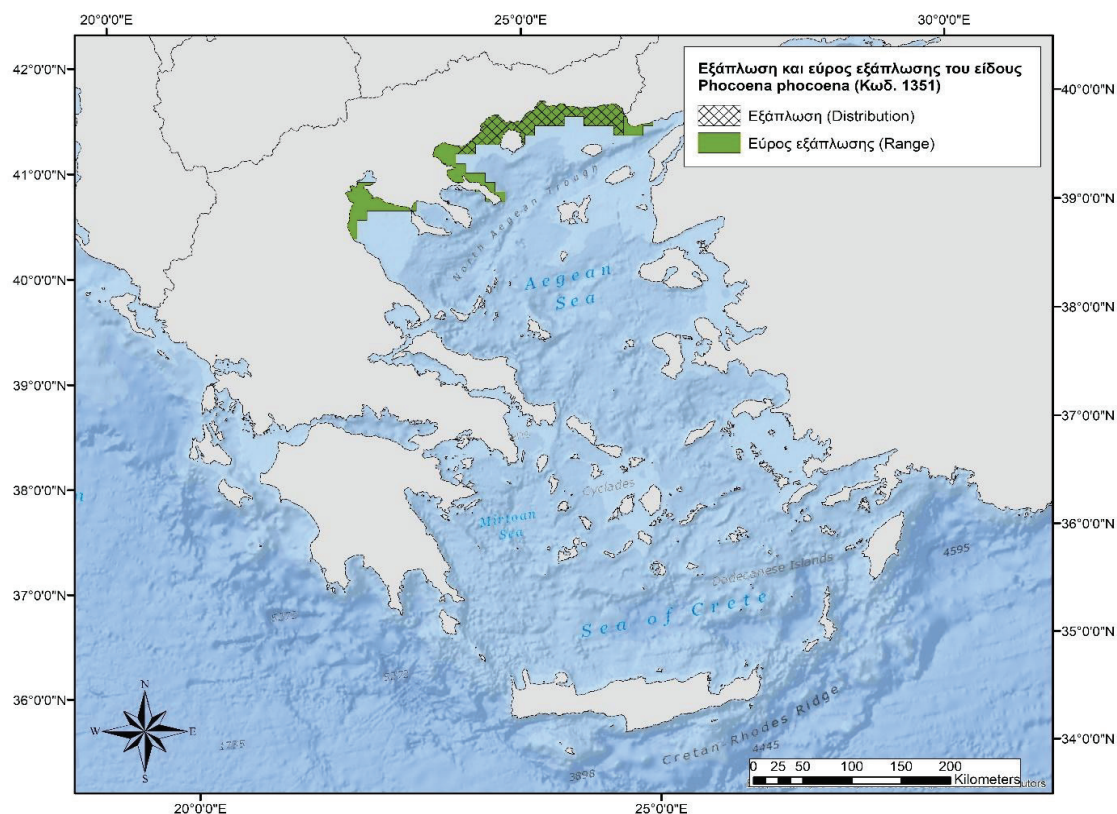 20°0'0"E 25°0'0"E 30°0'0"E
Εξάπλωση και εύρος εξάπλωσης του είδους
Phocoena phocoena (Κωδ. 1351)
Εξάπλωση (Distribution)
Εύρος εξάπλωσης (Range)
42°0'0"N
41°0'0"N
40°0'0"N
39°0'0"N
38°0'0"N
37°0'0"N
36°0'0"N
40°0'0"N
39°0'0"N
38°0'0"N
37°0'0"N
36°0'0"N
35°0'0"N
34°0'0"N
North Aegean Trough
Aegean
Sea
Cyclades
Mirtoan
Sea
Dodecanese Islands
4595
Sea of Crete
Cretan-Rhodes Ridge
4445
3898
N
W E
S
0 25 50 100 150 200
Kilometers
utors
20°0'0"E 25°0'0"E